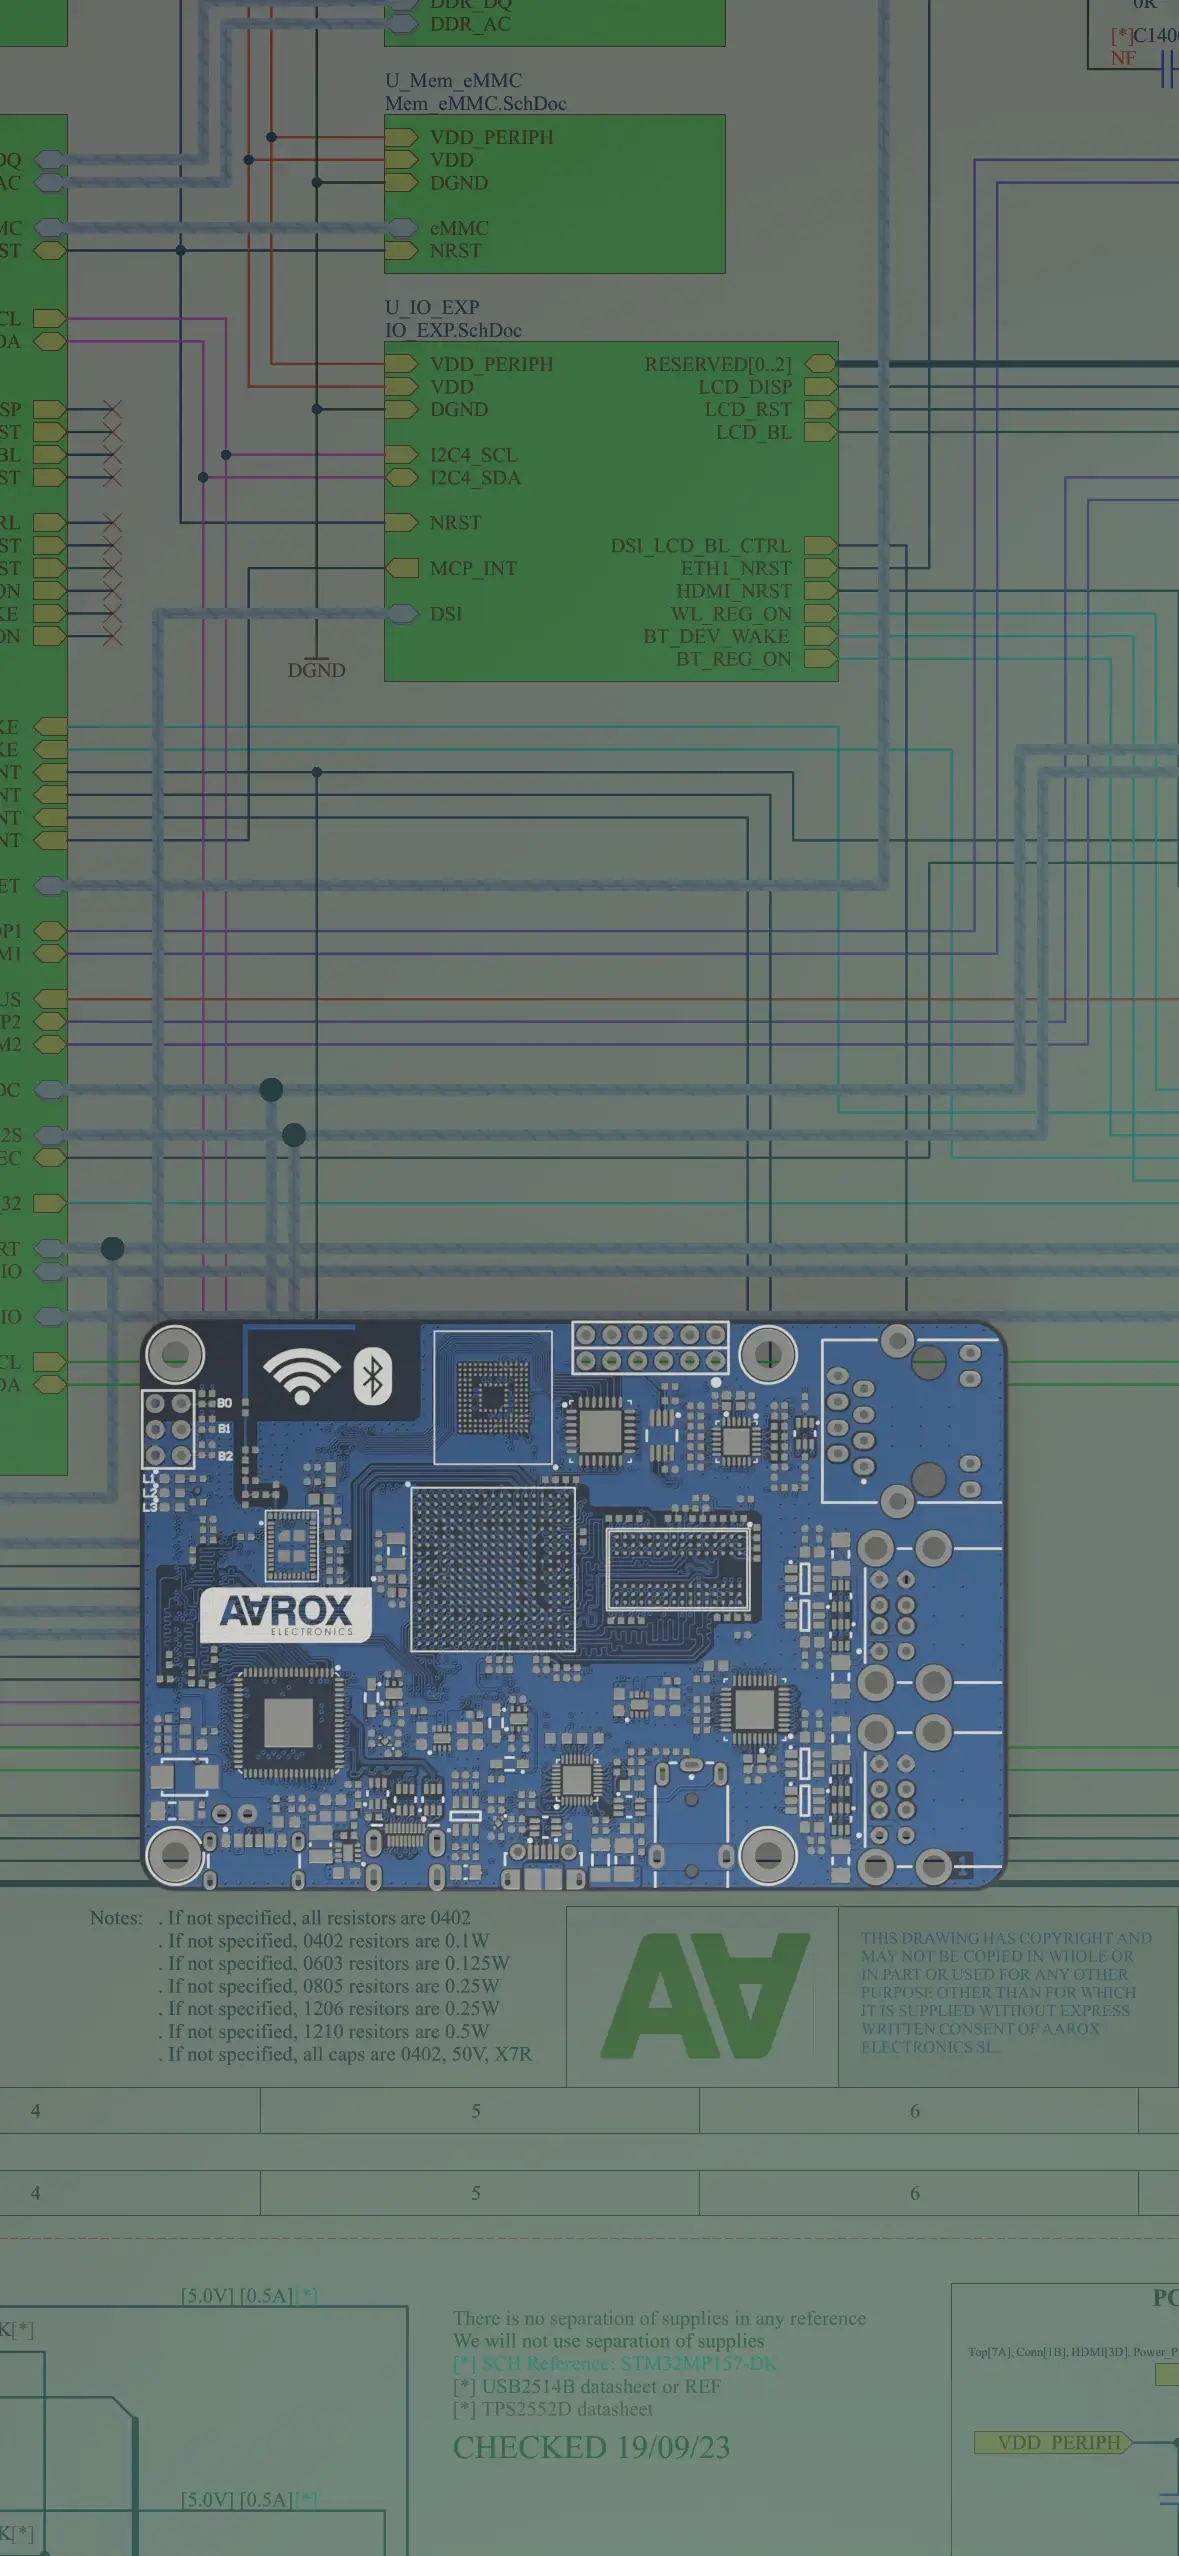 DDR_DQ
DDR_AC
0R
[*]C140
NF
U_Mem_eMMC
Mem_eMMC.SchDoc
VDD_PERIPH
VDD
DGND
eMMC
NRST
DQ
AC
MC
ST
U_IO_EXP
IO_EXP.SchDoc
CL
DA
VDD_PERIPH
VDD
DGND
I2C4_SCL
I2C4_SDA
NRST
MCP_INT
DSI
RESERVED[0..2]
LCD_DISP
LCD_RST
LCD_BL
DSI_LCD_BL_CTRL
ETH1_NRST
HDMI_NRST
WL_REG_ON
BT_DEV_WAKE
BT_REG_ON
SP
ST
BL
ST
RL
ST
ST
ON
KE
ON
DGND
KE
KE
NT
NT
NT
NT
ET
DP1
M1
US
P2
M2
DC
2S
EC
_32
RT
IO
IO
CL
DA
B0
B1
B2
L1
L2
L3
AAROX
ELECTRONICS
1
Notes: . If not specified, all resistors are 0402
. If not specified, 0402 resitors are 0.1W
. If not specified, 0603 resitors are 0.125W
. If not specified, 0805 resitors are 0.25W
. If not specified, 1206 resitors are 0.25W
. If not specified, 1210 resitors are 0.5W
. If not specified, all caps are 0402, 50V, X7R
AA
THIS DRAWING HAS COPYRIGHT AND
MAY NOT BE COPIED IN WHOLE OR
IN PART OR USED FOR ANY OTHER
PURPOSE OTHER THAN FOR WHICH
IT IS SUPPLIED WITHOUT EXPRESS
WRITTEN CONSENT OF AAROX
ELECTRONICS SL.
4 5 6
4 5 6
[5.0V] [0.5A][*]
K[*]
There is no separation of supplies in any reference
We will not use separation of supplies
[*] SCH Reference: STM32MP157-DK
[*] USB2514B datasheet or REF
[*] TPS2552D datasheet
CHECKED 19/09/23
PO
Top[7A], Conn[1B], HDMI[3D], Power_P
VDD_PERIPH
[5.0V] [0.5A][*]
K[*]